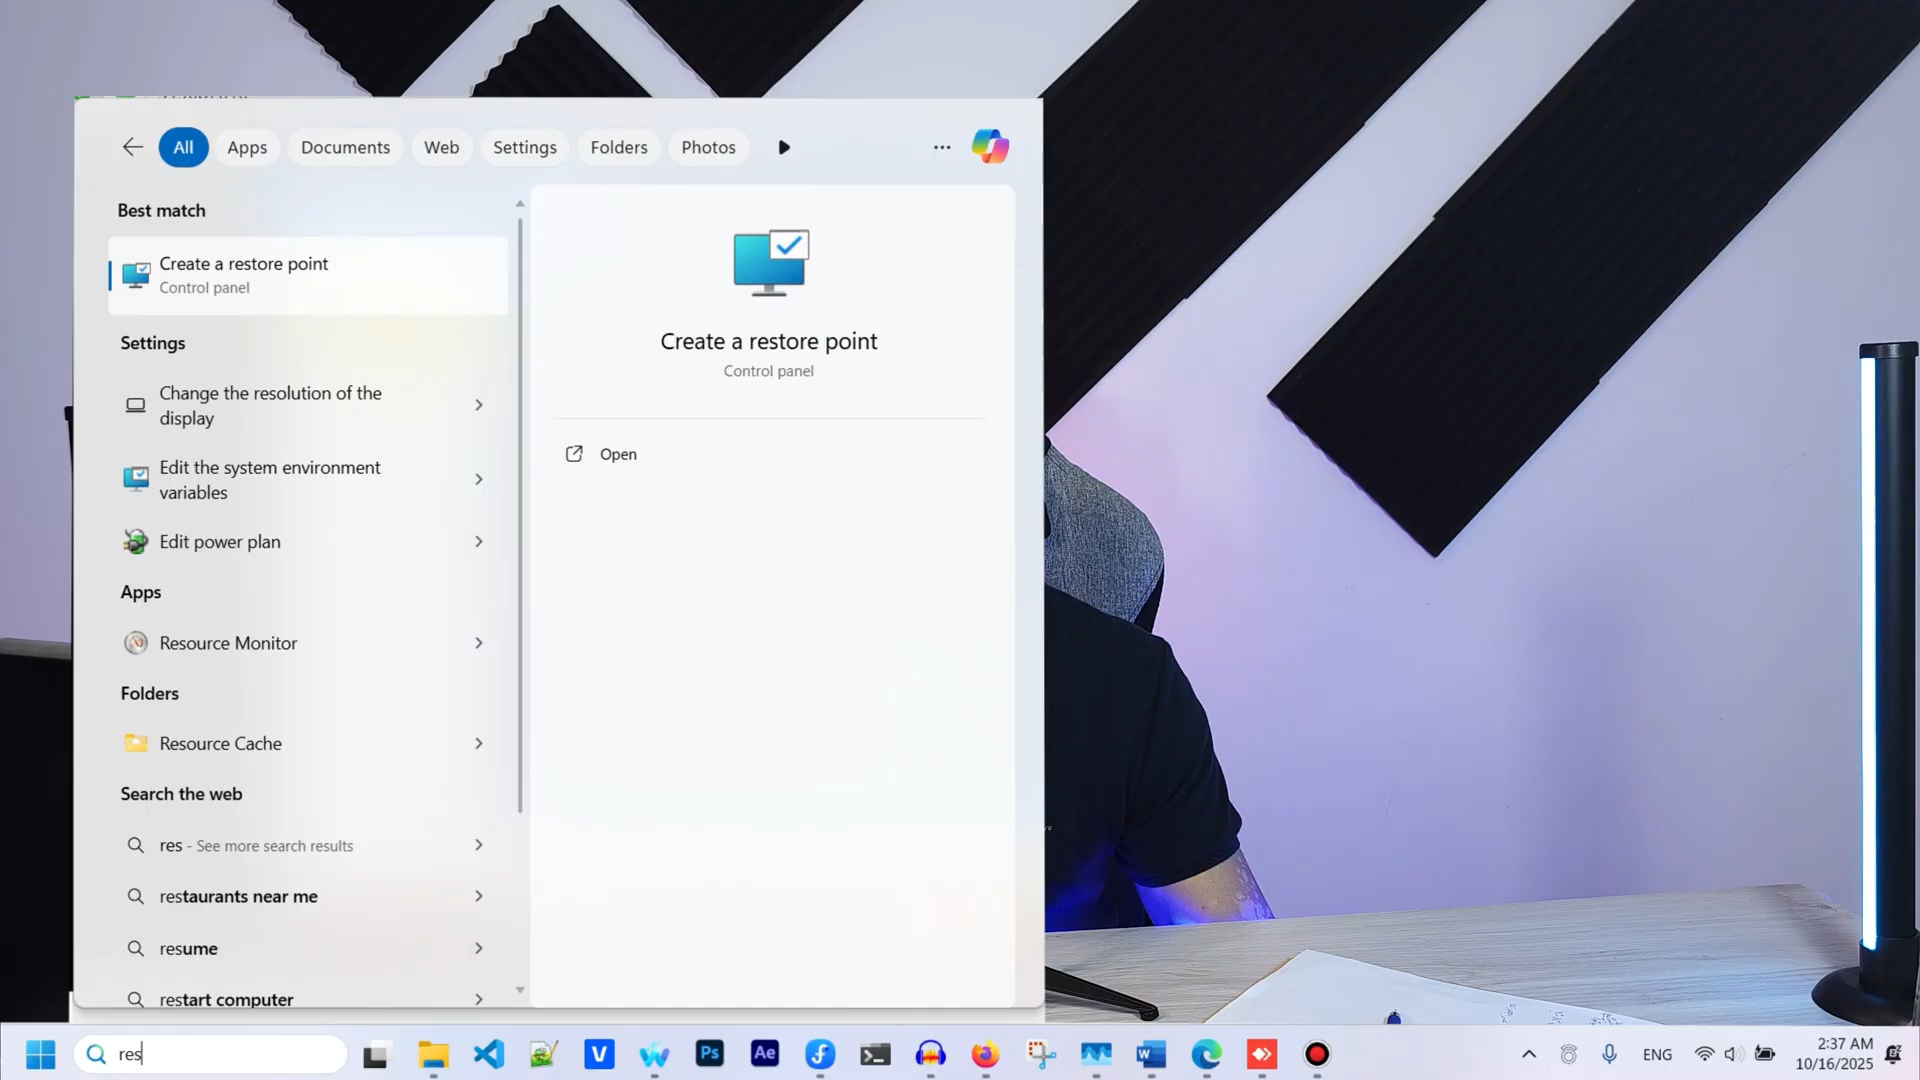 All
Apps
Documents
Web
Settings
Folders
Photos
Best match
Create a restore point
Control panel
Settings
Change the resolution of the
display
Edit the system environment
variables
Edit power plan
Apps
Resource Monitor
Folders
Resource Cache
Search the web
res - See more search results
restaurants near me
resume
restart computer
Create a restore point
Control panel
Open
res
V
Ps
Ae
W
ENG
2:37 AM
10/16/2025